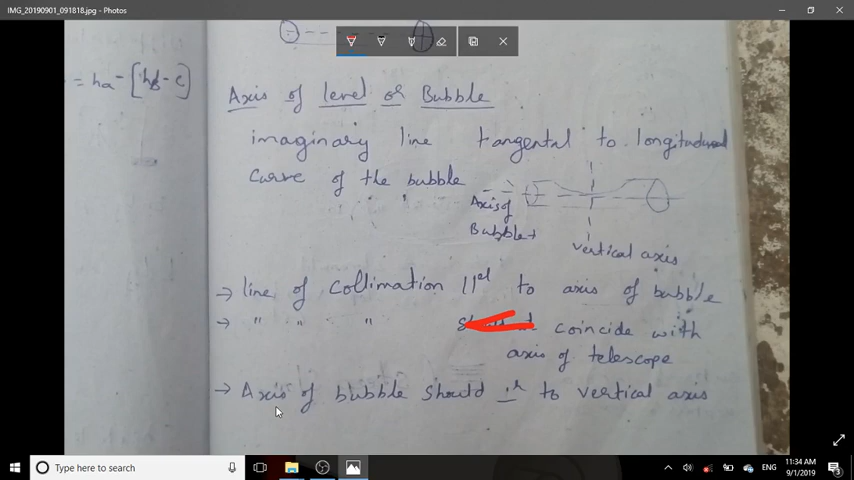 IMG_20190901_091818.jpg - Photos
= ha - [hb - c]
Axis of level or Bubble
imaginary line tangental to longitudinal
curve of the bubble
Axis of
Bubble →
vertical axis
→ line of collimation ||el to axis of bubble
→ " " " coincide with
axis of telescope
→ Axis of bubble should ⊥r to vertical axis
Type here to search
ENG
11:34 AM
9/1/2019
3